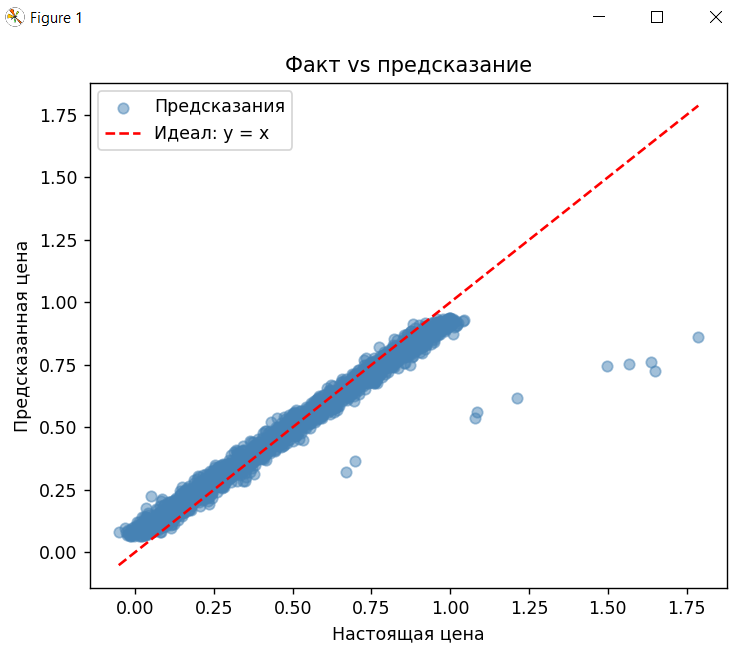 Figure 1
Факт vs предсказание
Предсказания
Идеал: y = x
Предсказанная цена
1.75
1.50
1.25
1.00
0.75
0.50
0.25
0.00
0.00 0.25 0.50 0.75 1.00 1.25 1.50 1.75
Настоящая цена